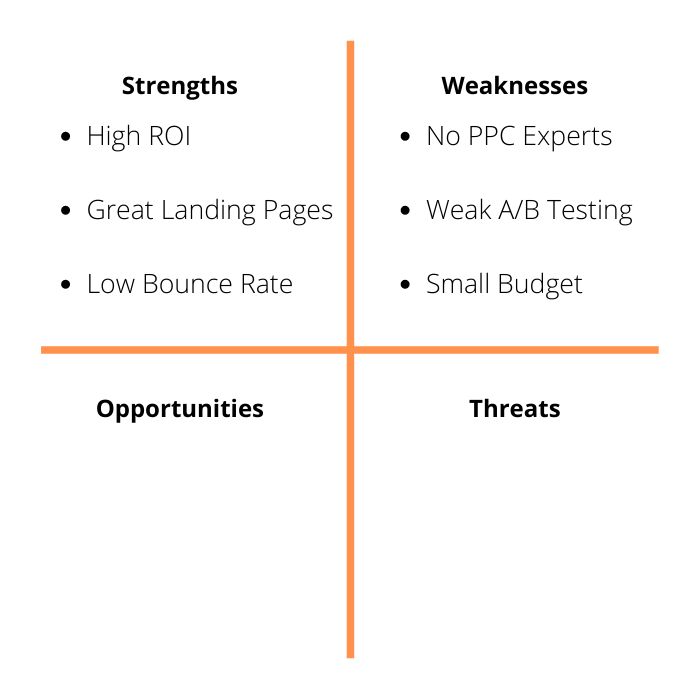 Strengths
• High ROI
• Great Landing Pages
• Low Bounce Rate
Weaknesses
• No PPC Experts
• Weak A/B Testing
• Small Budget
Opportunities
Threats